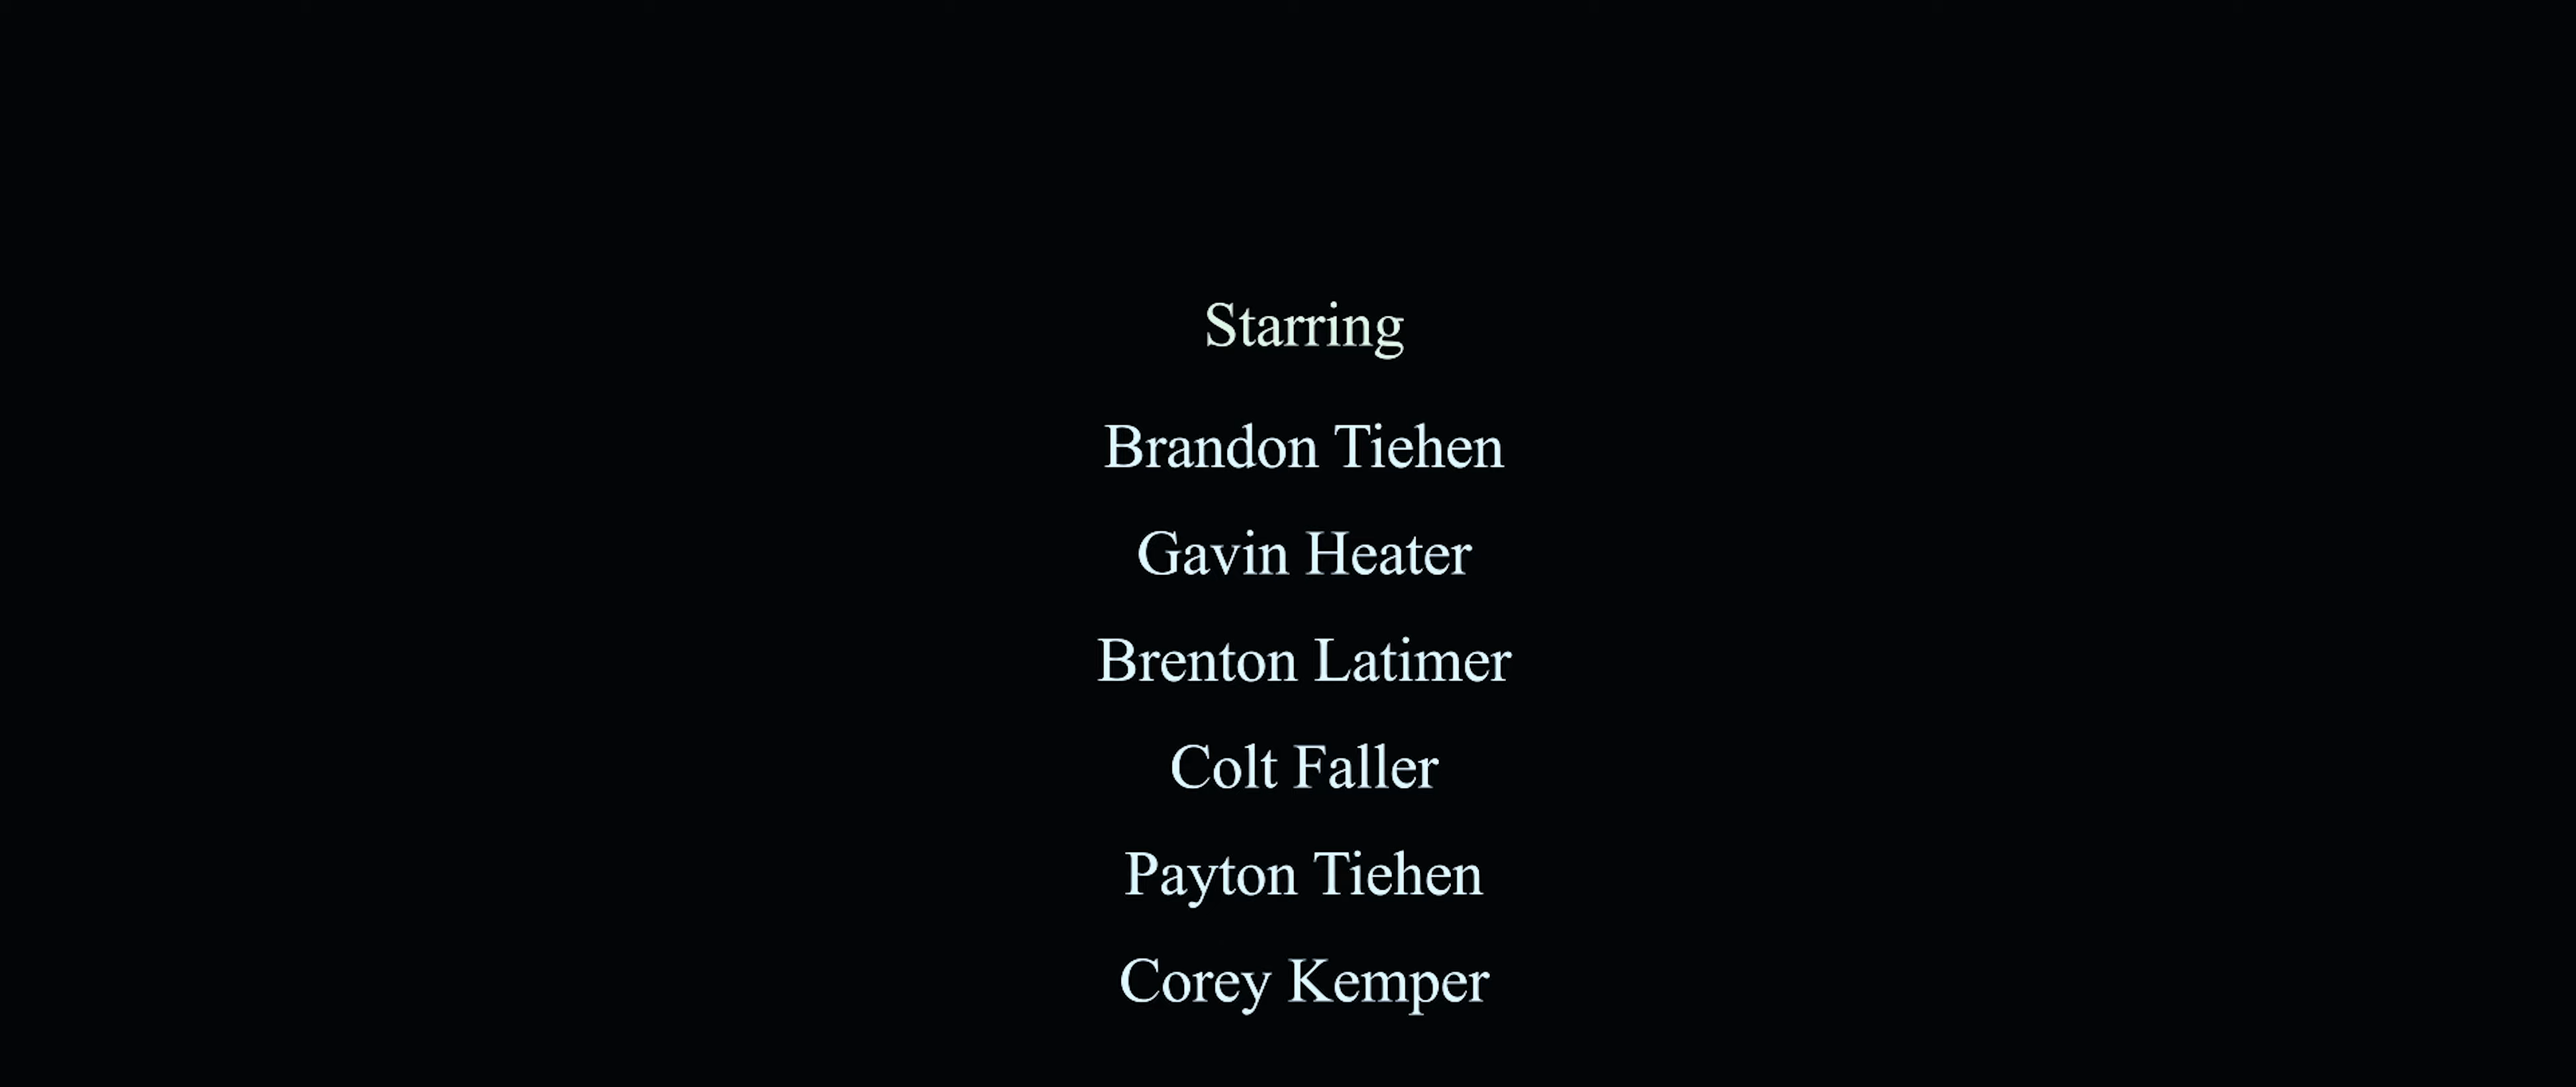 Starring
Brandon Tiehen
Gavin Heater
Brenton Latimer
Colt Faller
Payton Tiehen
Corey Kemper